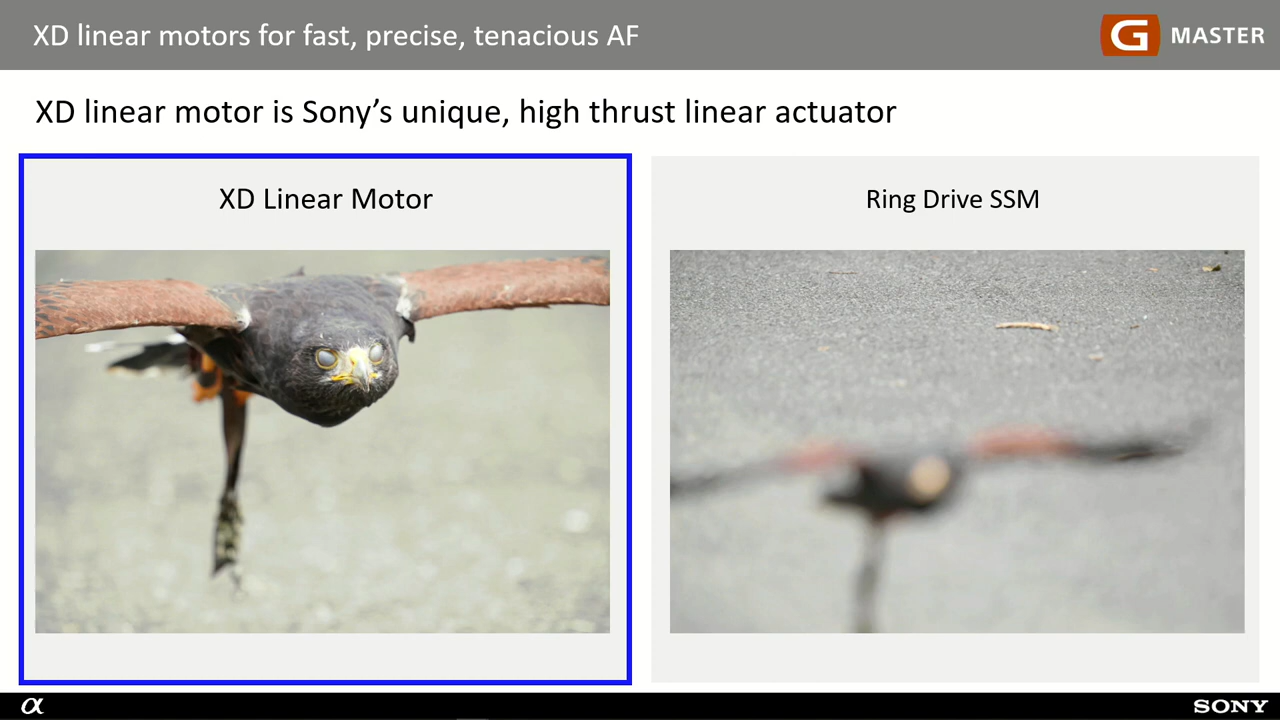 XD linear motors for fast, precise, tenacious AF
G MASTER
XD linear motor is Sony’s unique, high thrust linear actuator
XD Linear Motor
Ring Drive SSM
α
SONY